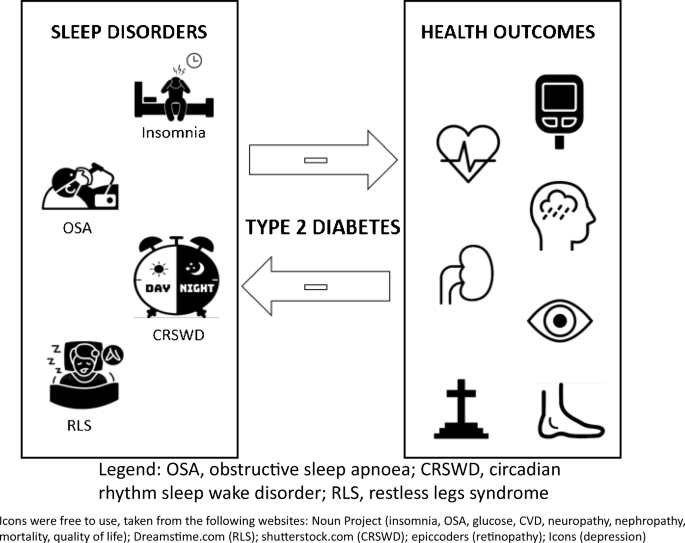 SLEEP DISORDERS
Insomnia
OSA
DAY NIGHT
CRSWD
RLS
TYPE 2 DIABETES
HEALTH OUTCOMES
Legend: OSA, obstructive sleep apnoea; CRSWD, circadian
rhythm sleep wake disorder; RLS, restless legs syndrome
Icons were free to use, taken from the following websites: Noun Project (insomnia, OSA, glucose, CVD, neuropathy, nephropathy,
mortality, quality of life); Dreamstime.com (RLS); shutterstock.com (CRSWD); epiccoders (retinopathy); Icons (depression)